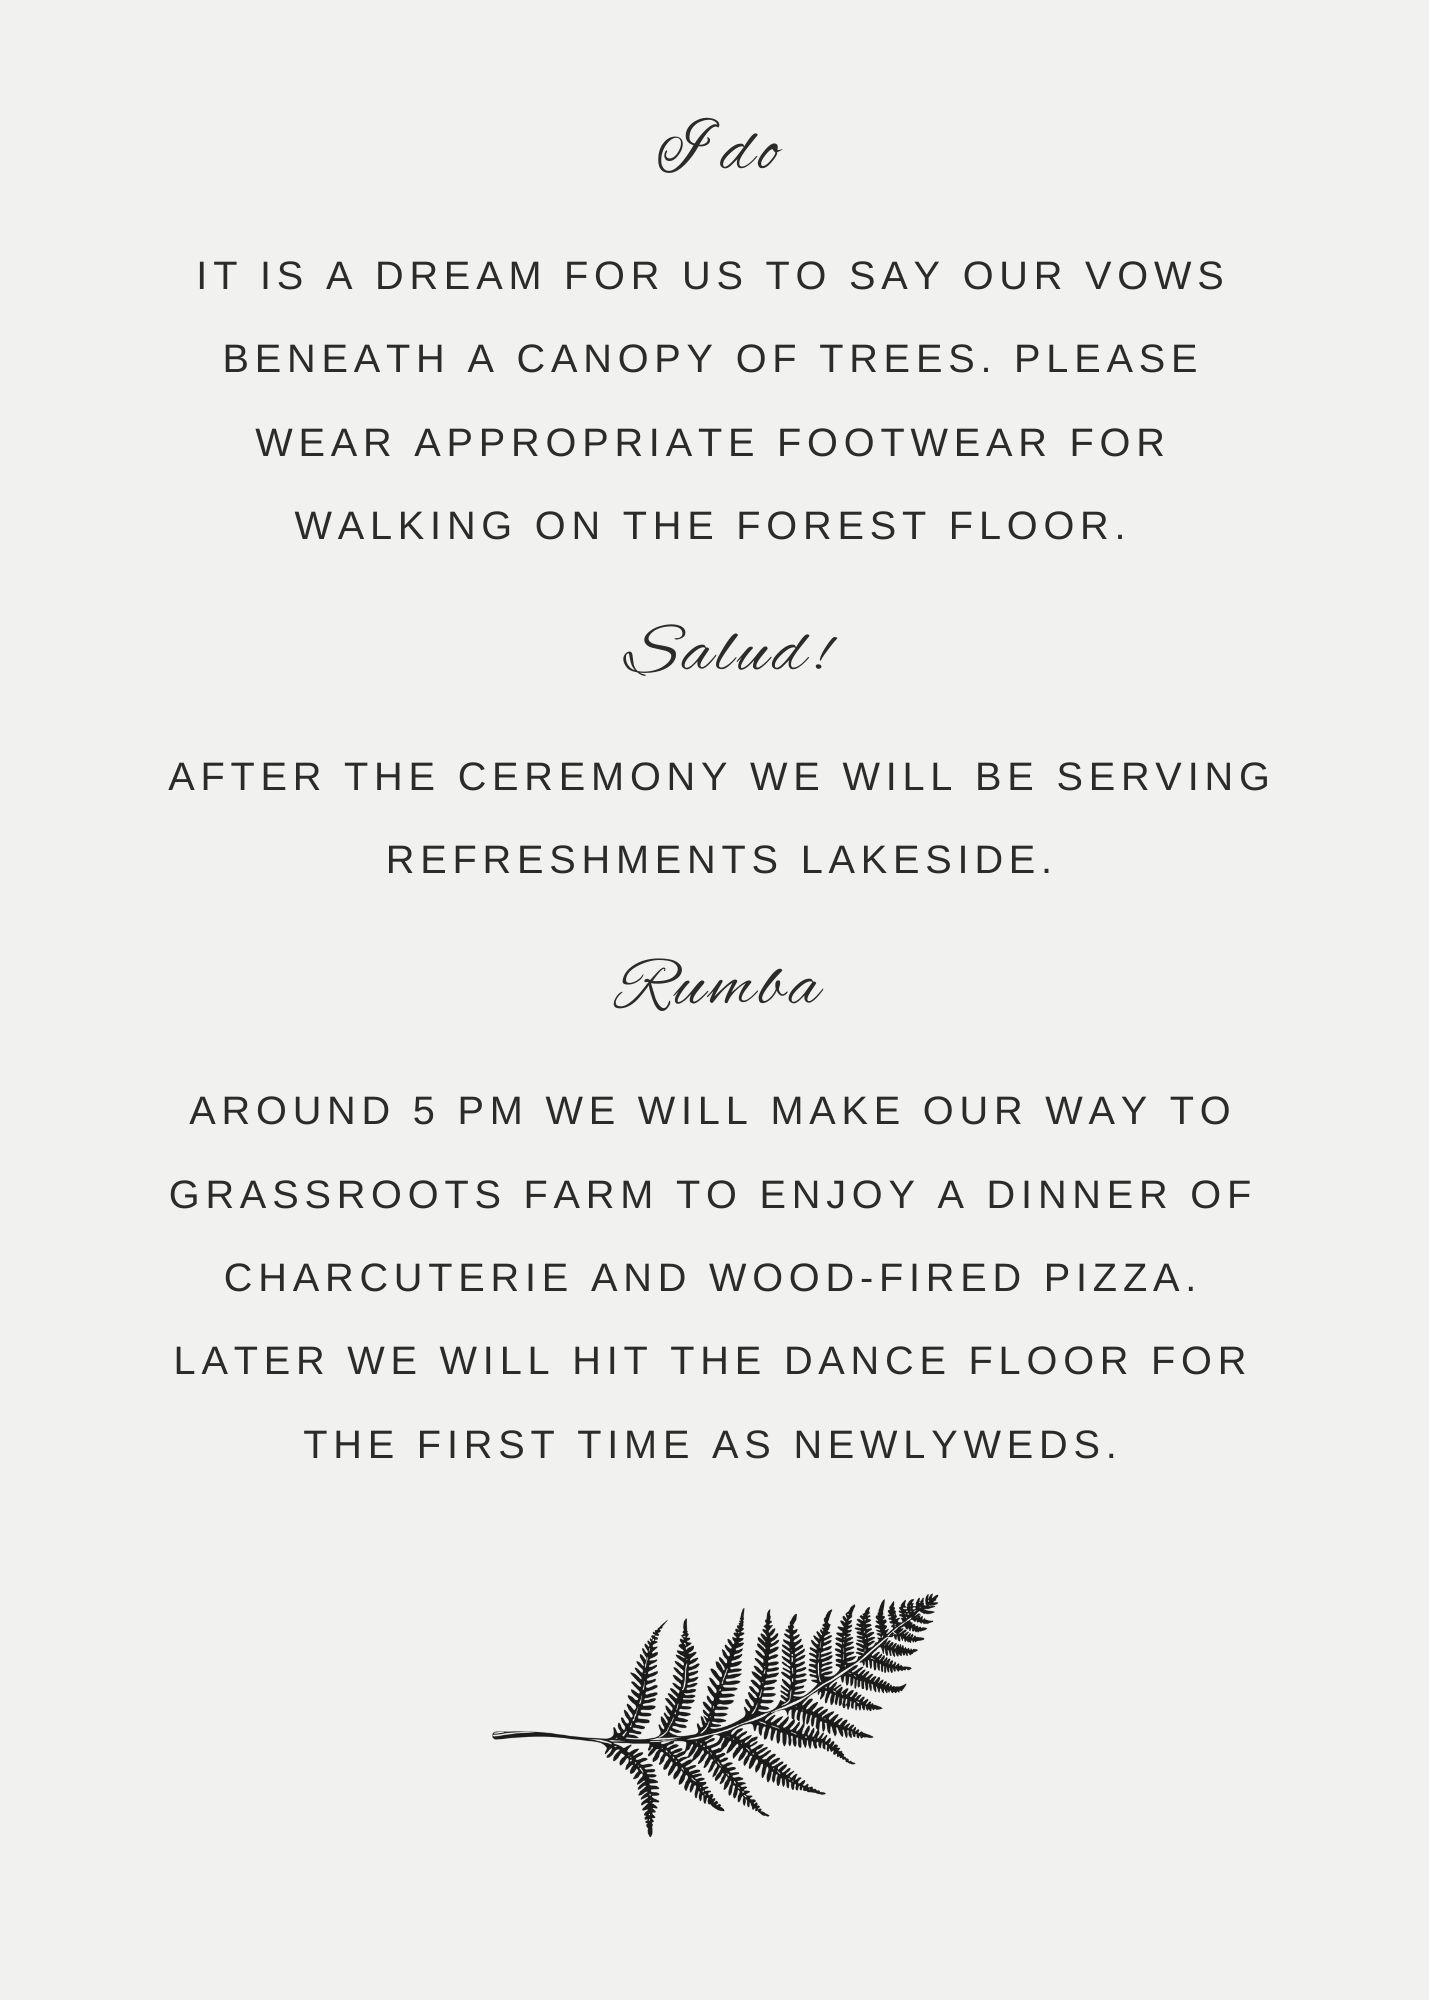 I do
IT IS A DREAM FOR US TO SAY OUR VOWS
BENEATH A CANOPY OF TREES. PLEASE
WEAR APPROPRIATE FOOTWEAR FOR
WALKING ON THE FOREST FLOOR.
Salud!
AFTER THE CEREMONY WE WILL BE SERVING
REFRESHMENTS LAKESIDE.
Rumba
AROUND 5 PM WE WILL MAKE OUR WAY TO
GRASSROOTS FARM TO ENJOY A DINNER OF
CHARCUTERIE AND WOOD-FIRED PIZZA.
LATER WE WILL HIT THE DANCE FLOOR FOR
THE FIRST TIME AS NEWLYWEDS.